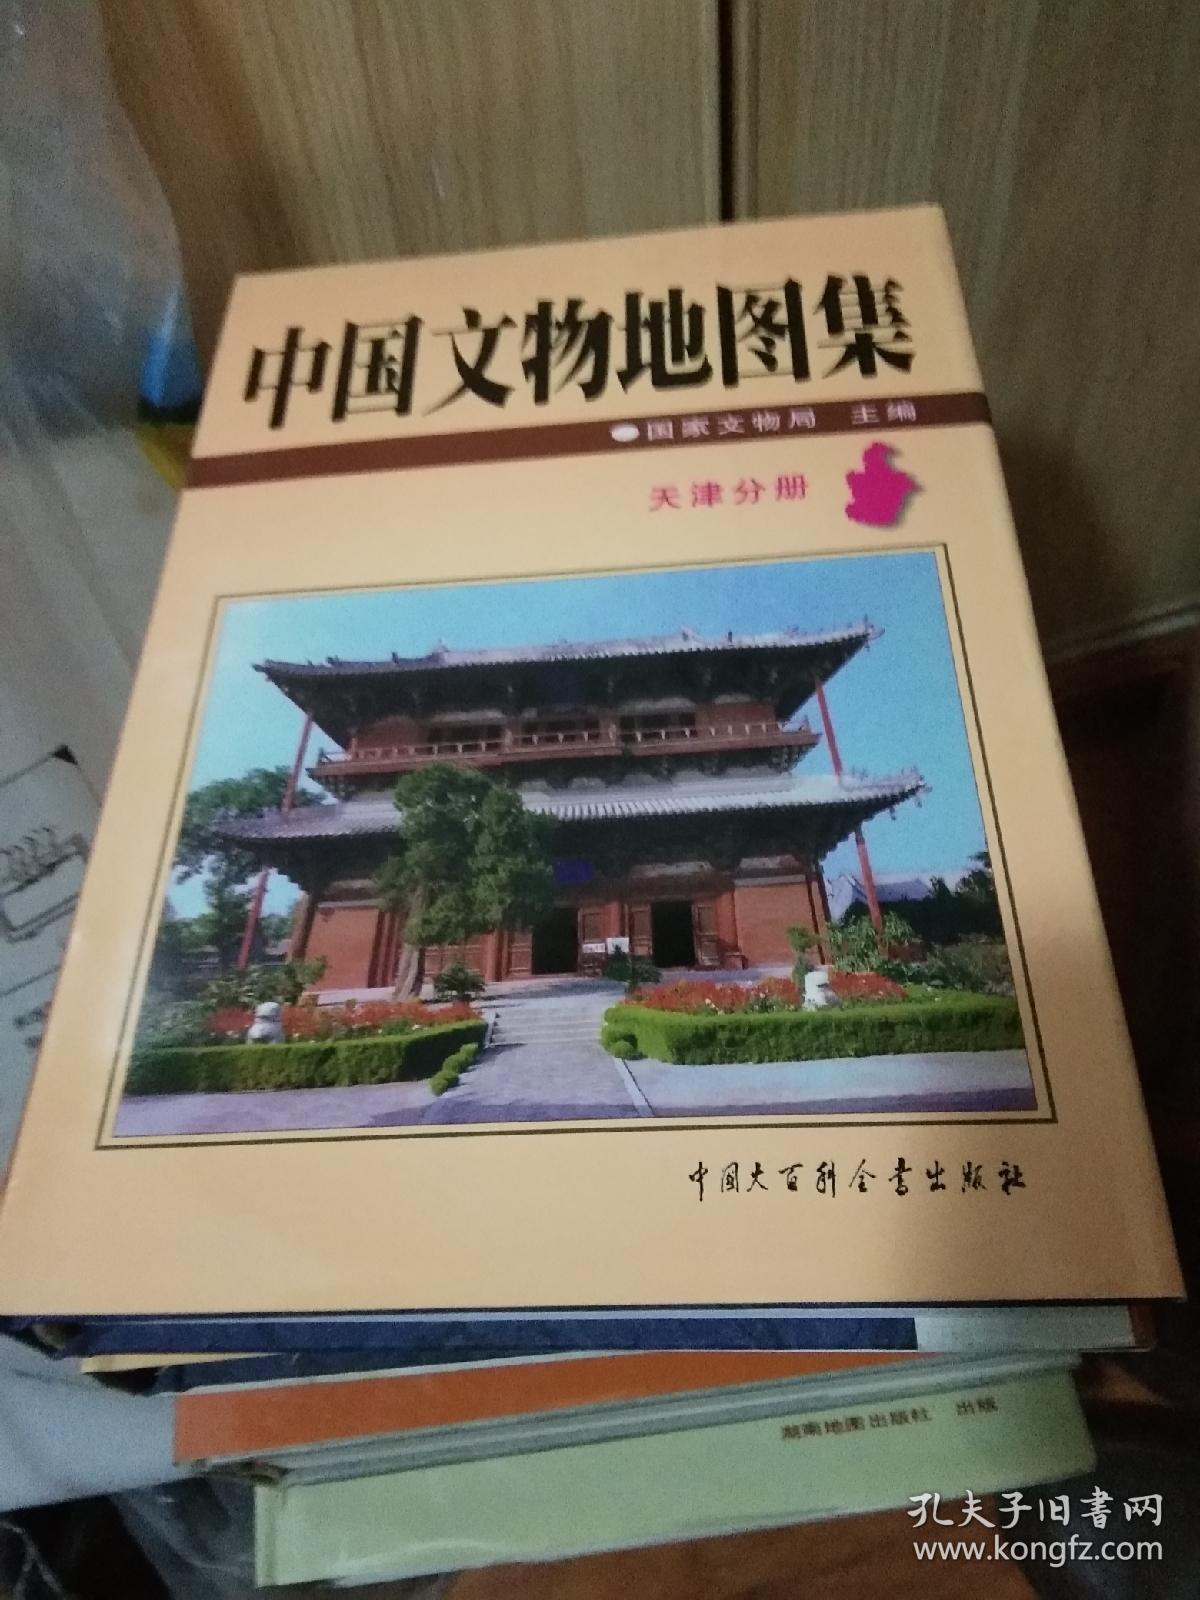 中国文物地图集
国家文物局 主编
天津分册
中国大百科全书出版社
湖南地图出版社 出版
孔夫子旧书网
www.kongfz.com